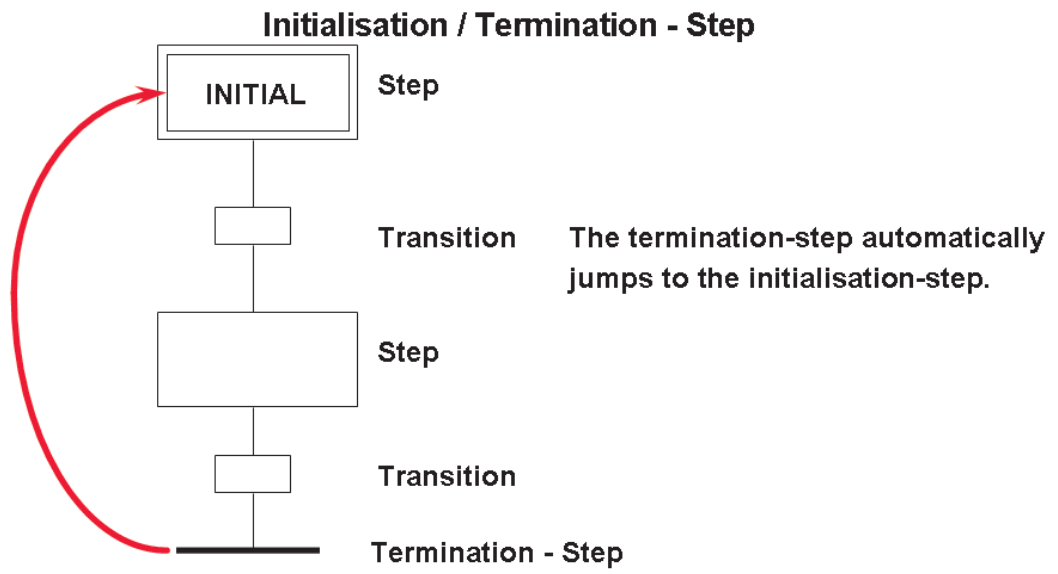 Initialisation / Termination - Step
INITIAL
Step
Transition
The termination-step automatically
jumps to the initialisation-step.
Step
Transition
Termination - Step